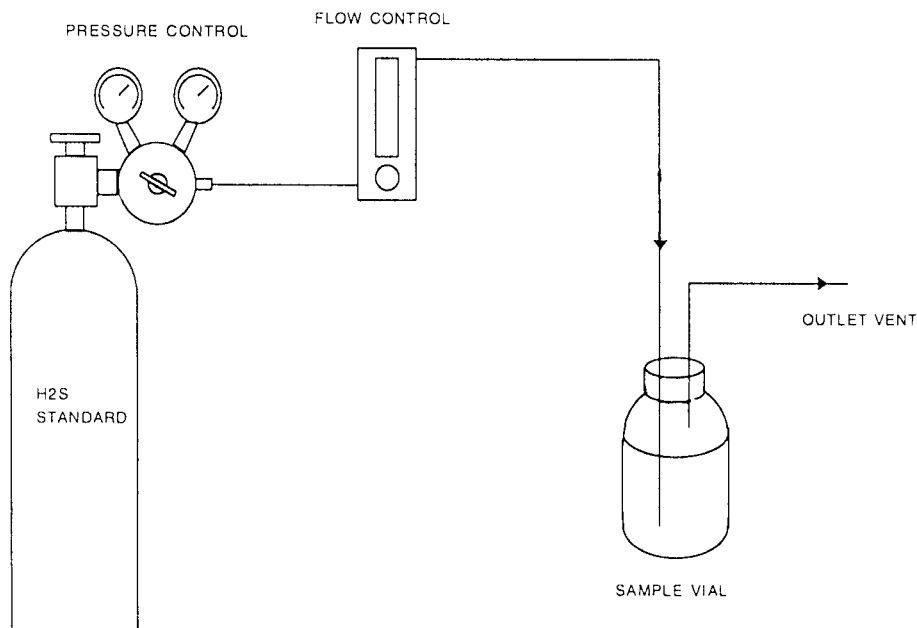 PRESSURE CONTROL
FLOW CONTROL
OUTLET VENT
H2S
STANDARD
SAMPLE VIAL